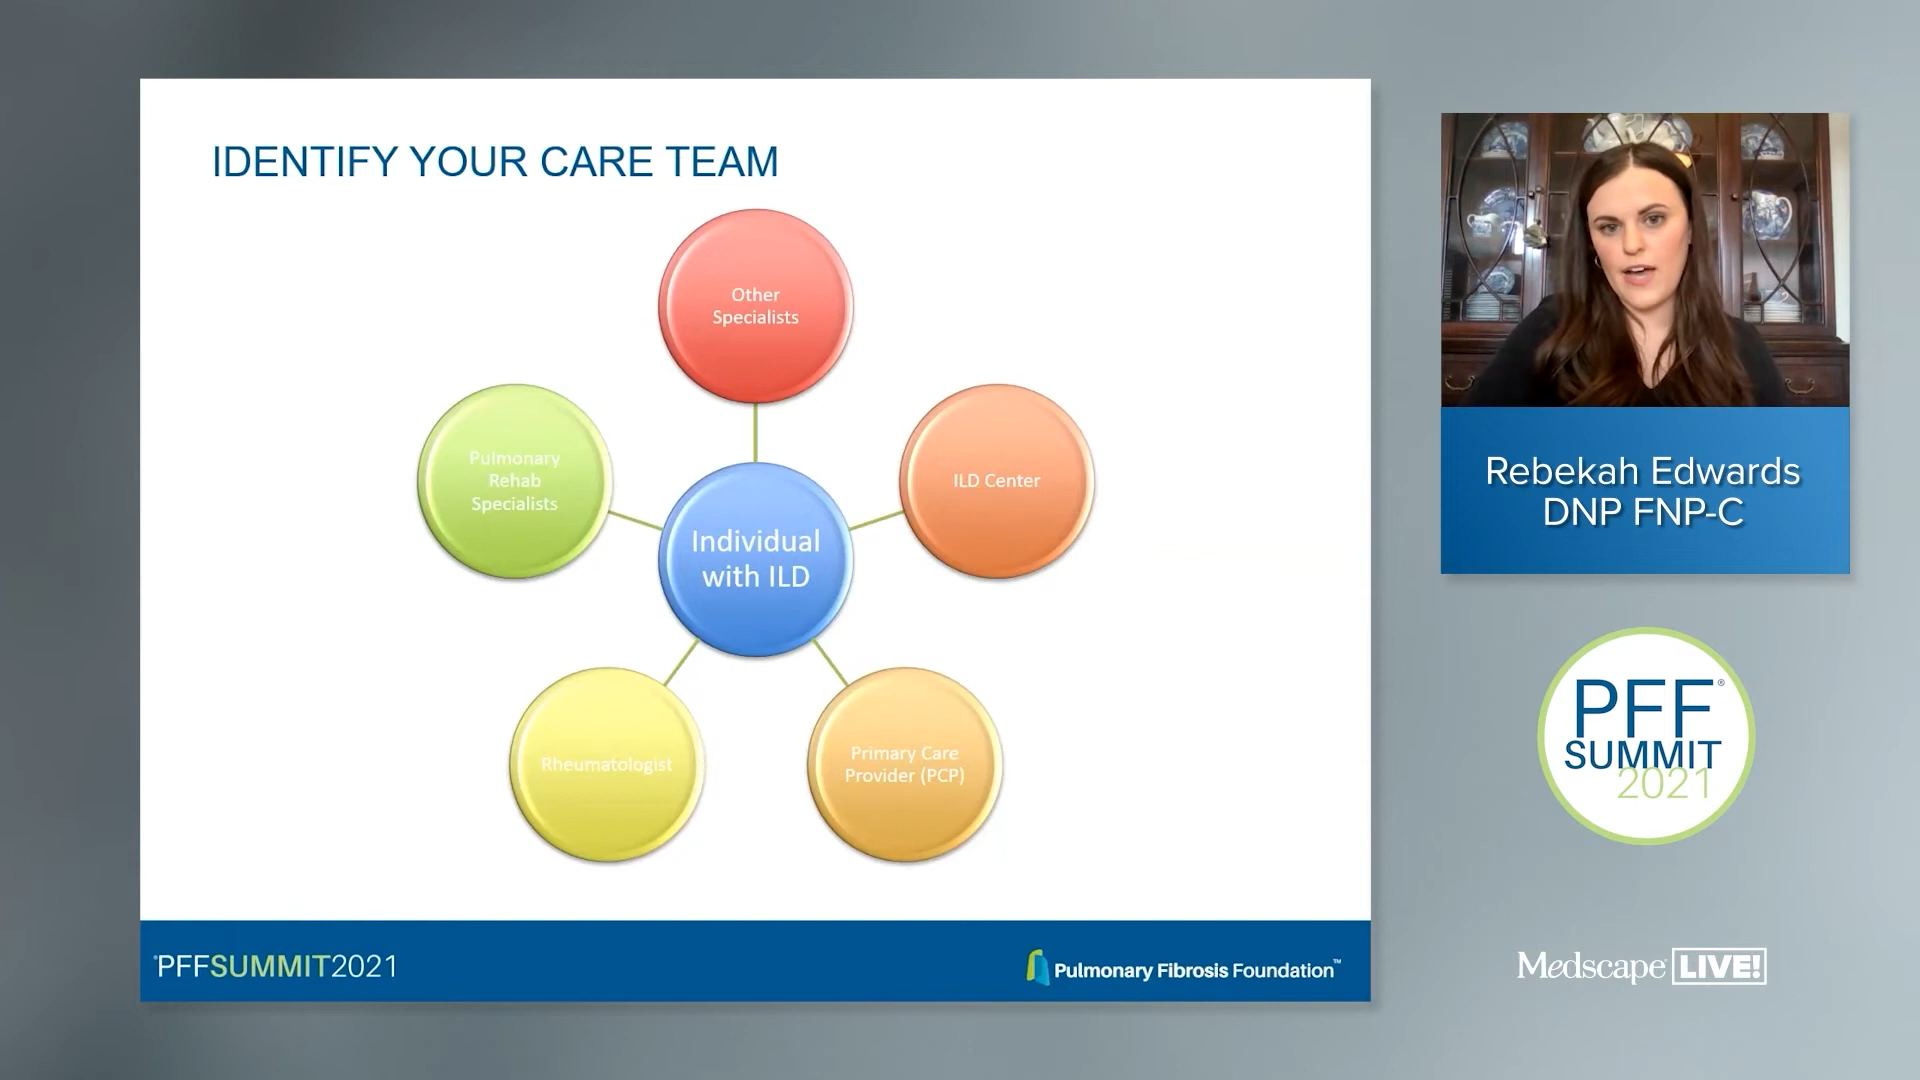 IDENTIFY YOUR CARE TEAM
Other
Specialists
Pulmonary
Rehab
Specialists
ILD Center
Individual
with ILD
Rheumatologist
Primary Care
Provider (PCP)
PFFSUMMIT2021
Pulmonary Fibrosis Foundation™
Rebekah Edwards
DNP FNP-C
PFF®
SUMMIT
2021
Medscape LIVE!